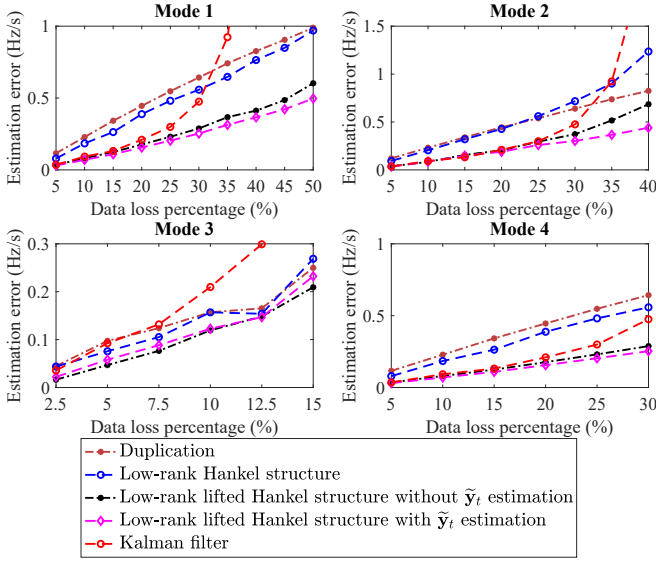 Mode 1
Estimation error (Hz/s)
1
0.5
0
5 10 15 20 25 30 35 40 45 50
Data loss percentage (%)
Mode 2
Estimation error (Hz/s)
1.5
1
0.5
0
5 10 15 20 25 30 35 40
Data loss percentage (%)
Mode 3
Estimation error (Hz/s)
0.3
0.2
0.1
0
2.5 5 7.5 10 12.5 15
Data loss percentage (%)
Mode 4
Estimation error (Hz/s)
1
0.5
0
5 10 15 20 25 30
Data loss percentage (%)
Duplication
Low-rank Hankel structure
Low-rank lifted Hankel structure without ỹₜ estimation
Low-rank lifted Hankel structure with ỹₜ estimation
Kalman filter